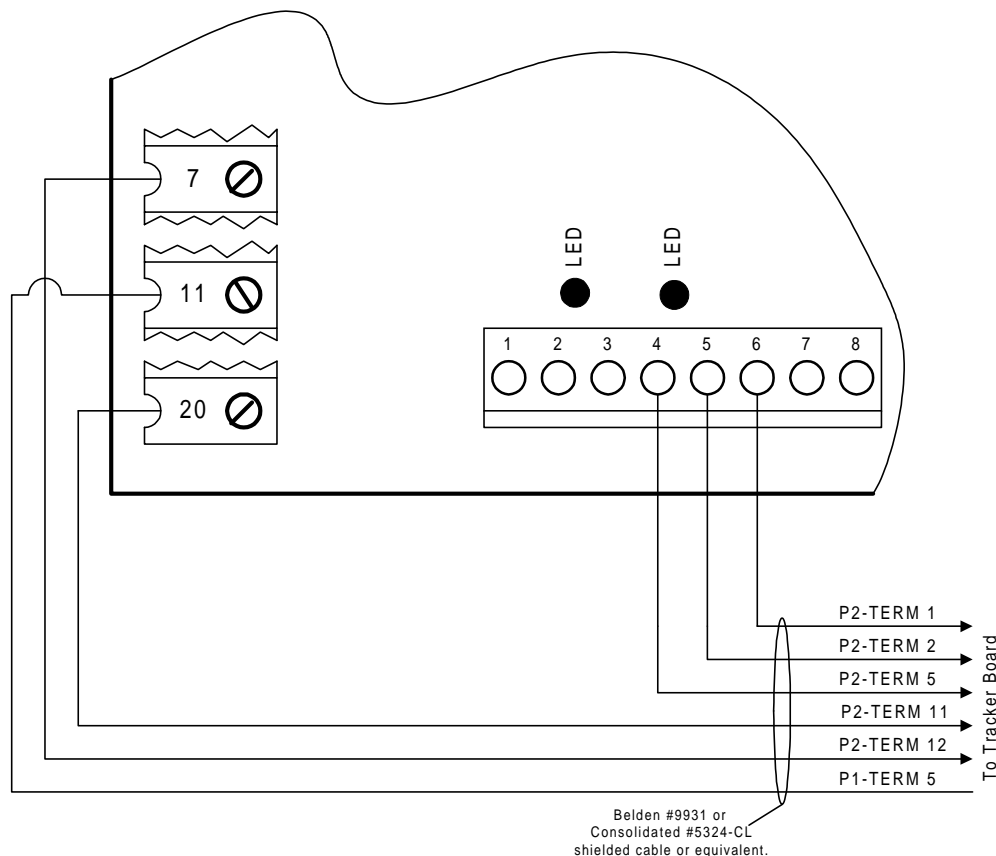 7
11
20
LED
LED
1 2 3 4 5 6 7 8
P2-TERM 1
P2-TERM 2
P2-TERM 5
P2-TERM 11
P2-TERM 12
P1-TERM 5
To Tracker Board
Belden #9931 or
Consolidated #5324-CL
shielded cable or equivalent.